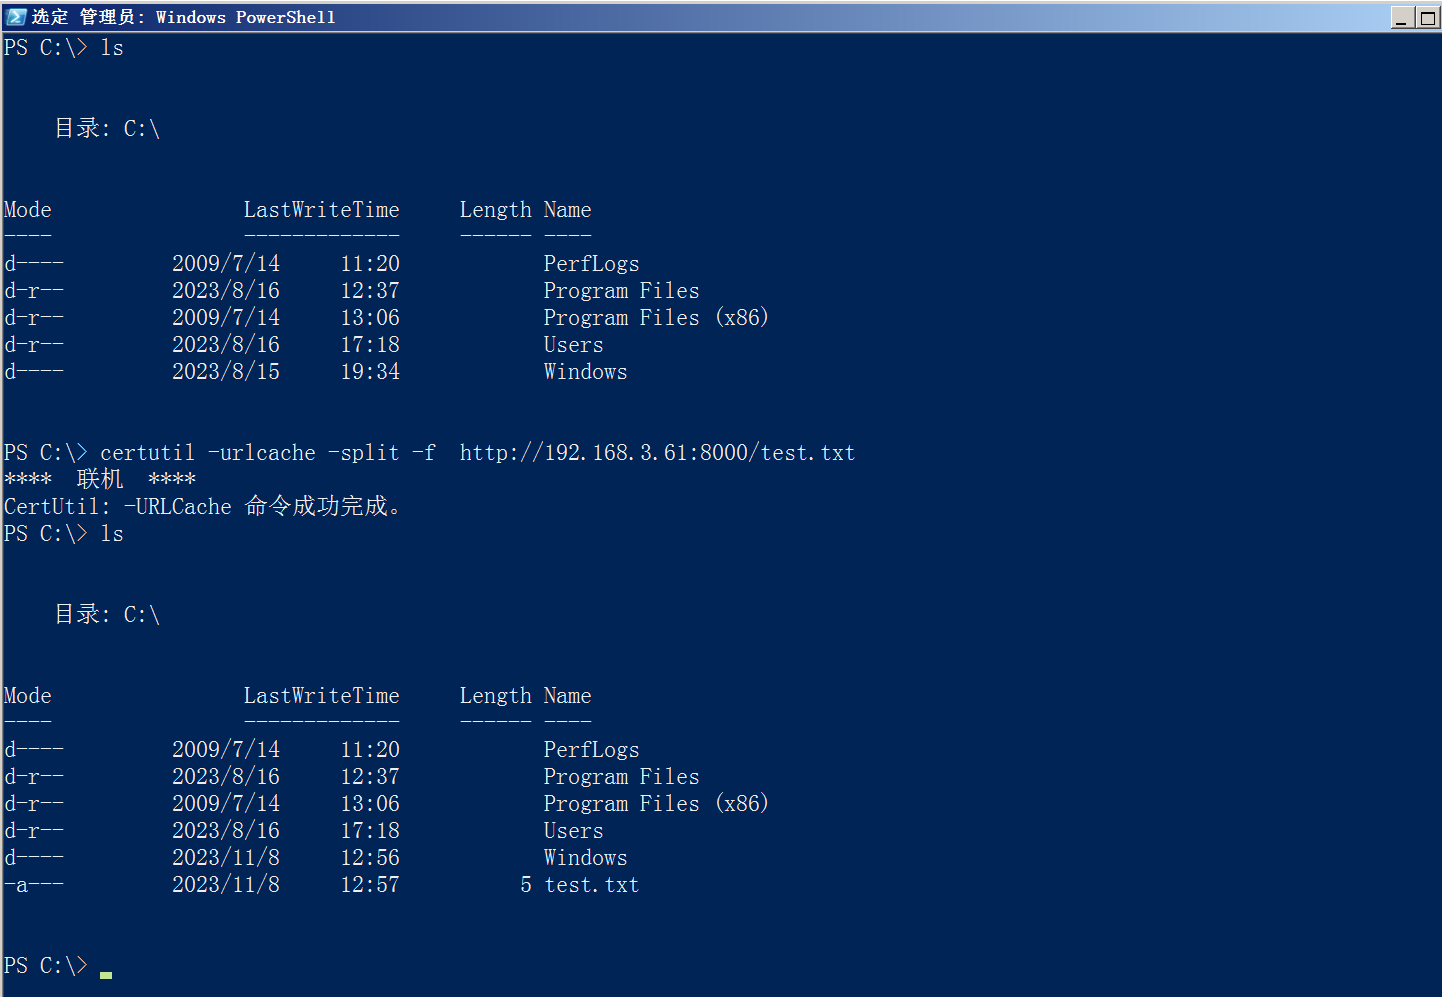 选定 管理员: Windows PowerShell
PS C:\> ls
目录: C:\
Mode                LastWriteTime     Length Name
----                -------------     ------ ----
d----         2009/7/14     11:20            PerfLogs
d-r--         2023/8/16     12:37            Program Files
d-r--         2009/7/14     13:06            Program Files (x86)
d-r--         2023/8/16     17:18            Users
d----         2023/8/15     19:34            Windows
PS C:\> certutil -urlcache -split -f  http://192.168.3.61:8000/test.txt
****  联机  ****
CertUtil: -URLCache 命令成功完成。
PS C:\> ls
目录: C:\
Mode                LastWriteTime     Length Name
----                -------------     ------ ----
d----         2009/7/14     11:20            PerfLogs
d-r--         2023/8/16     12:37            Program Files
d-r--         2009/7/14     13:06            Program Files (x86)
d-r--         2023/8/16     17:18            Users
d----         2023/11/8     12:56            Windows
-a---         2023/11/8     12:57          5 test.txt
PS C:\>